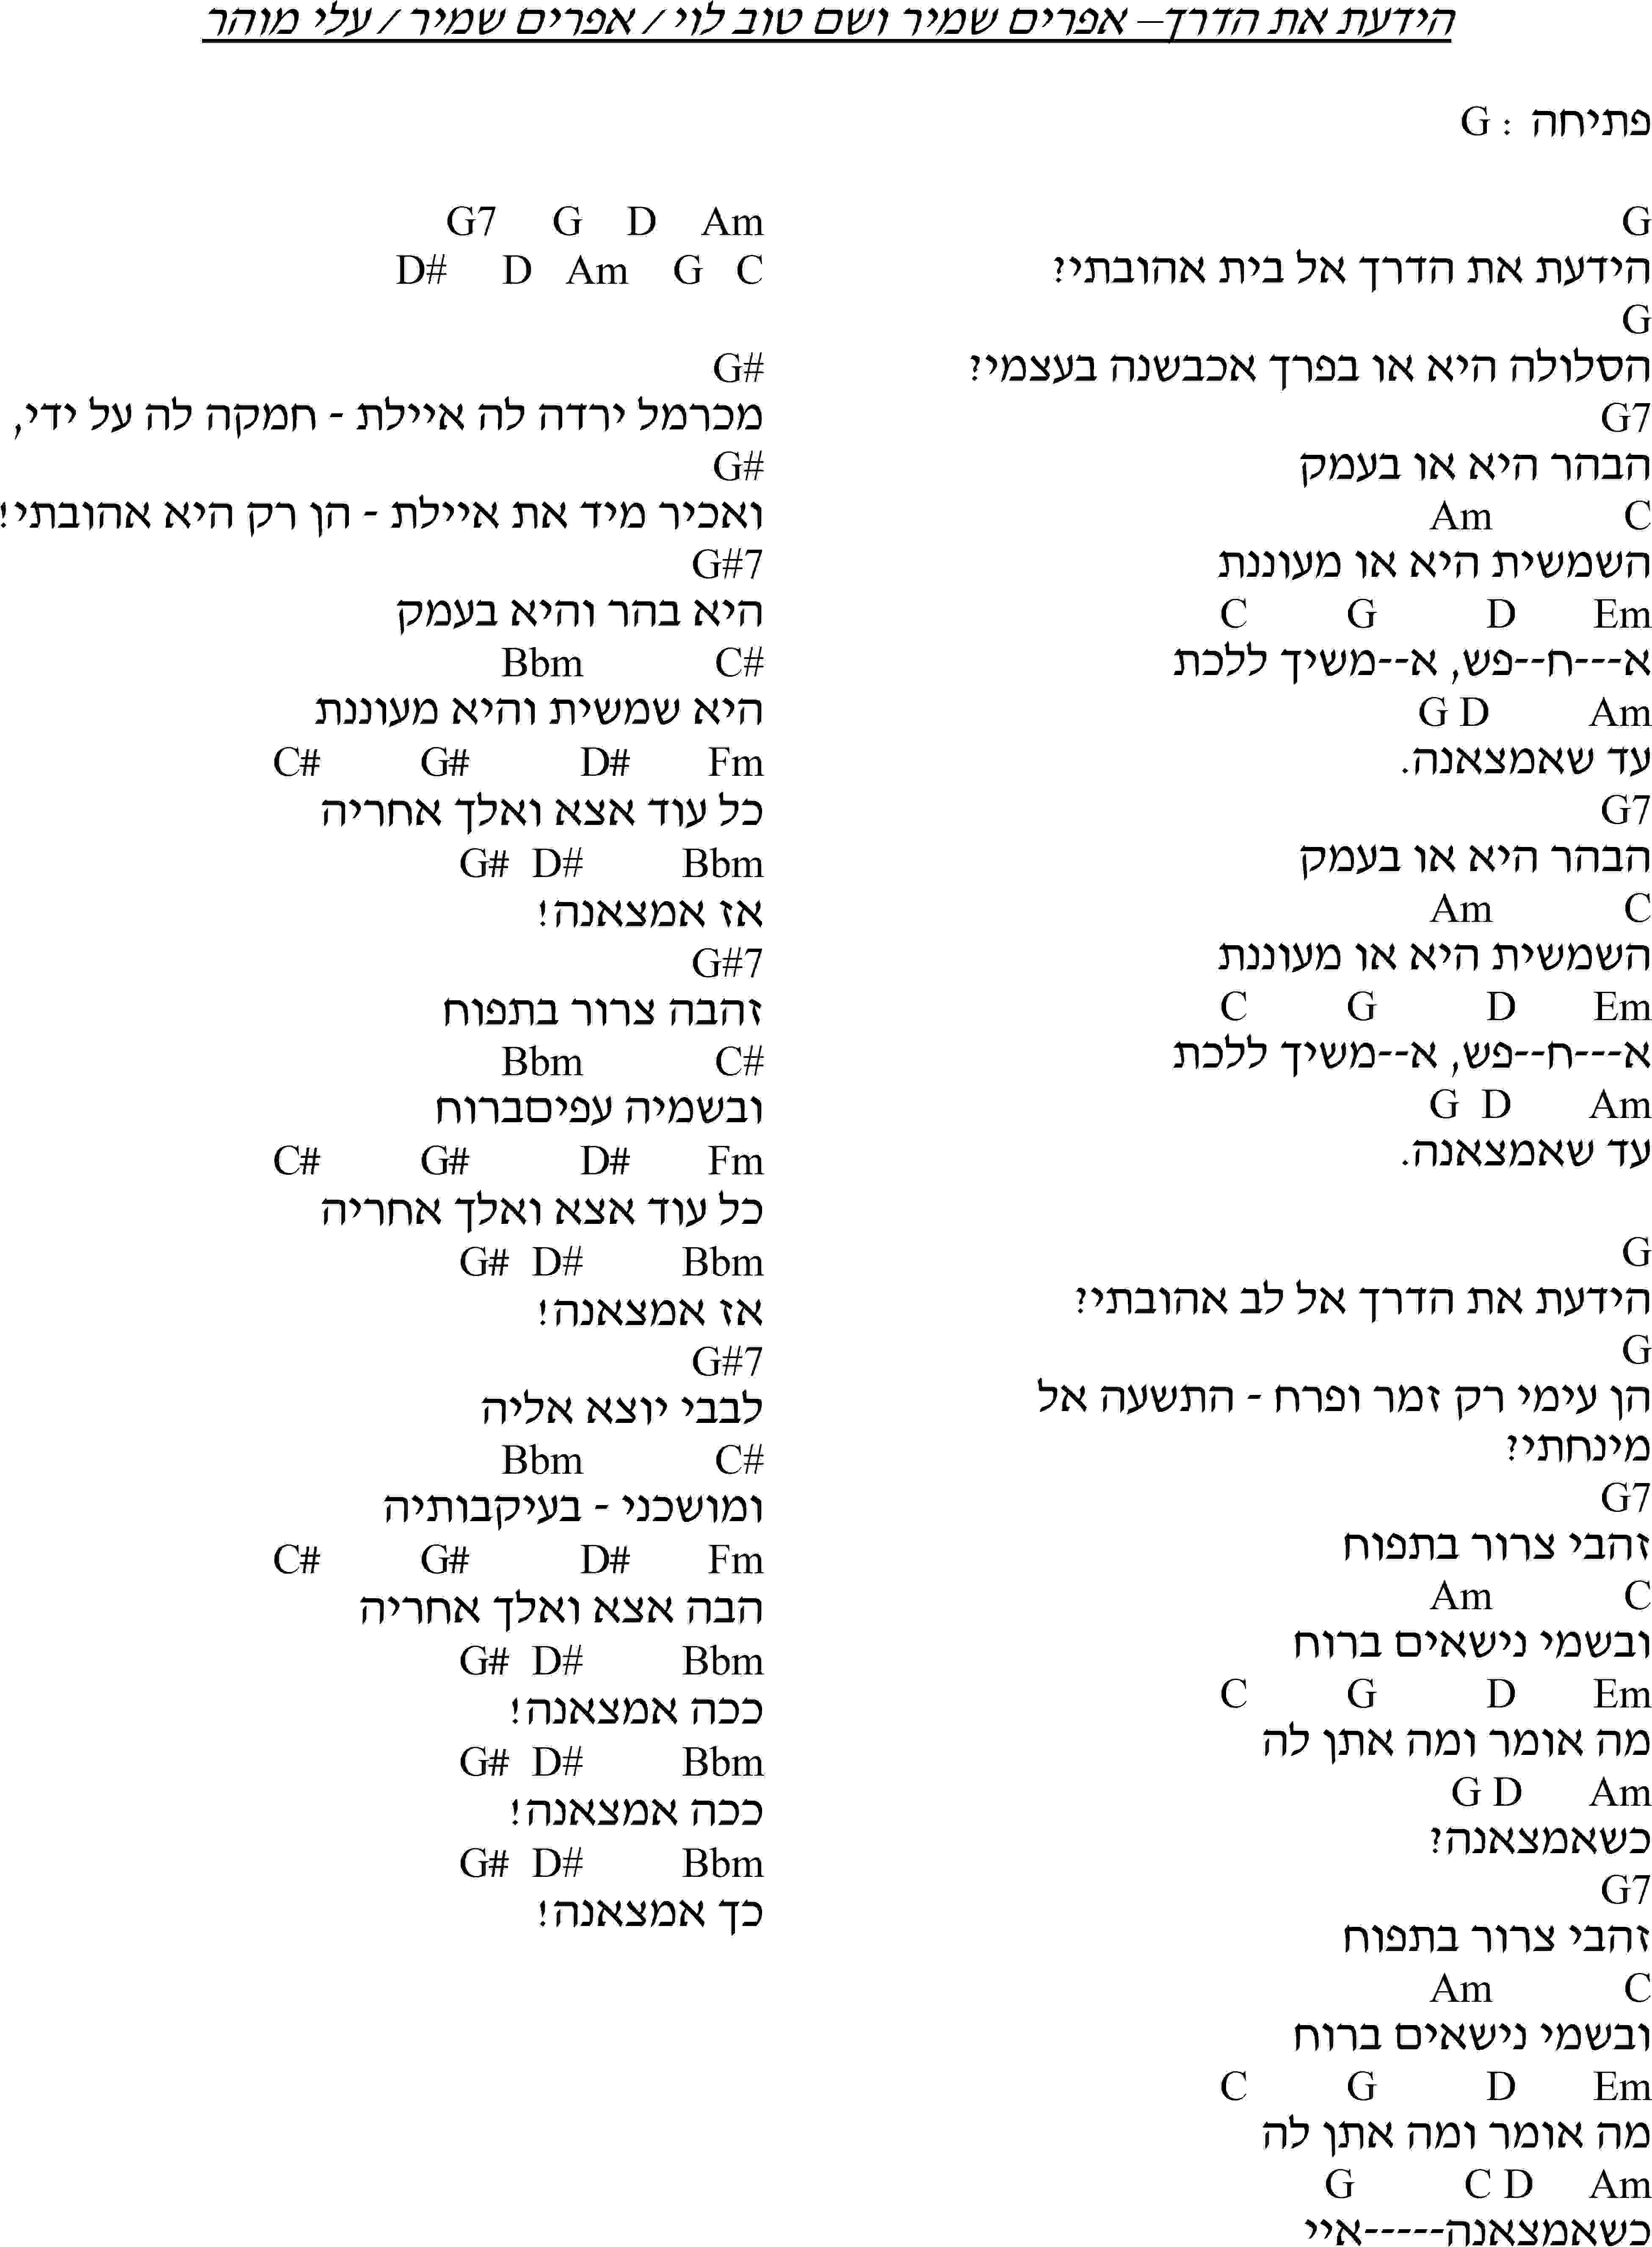 הידעת את הדרך– אפרים שמיר ושם טוב לוי / אפרים שמיר / עלי מוהר
פתיחה : G
G
הידעת את הדרך אל בית אהובתי?
G
הסלולה היא או בפרך אכבשנה בעצמי?
G7
הבהר היא או בעמק
C Am
השמשית היא או מעוננת
Em D G C
א---ח--פש, א--משיך ללכת
Am D G
עד שאמצאנה.
G7
הבהר היא או בעמק
C Am
השמשית היא או מעוננת
Em D G C
א---ח--פש, א--משיך ללכת
Am D G
עד שאמצאנה.
G
הידעת את הדרך אל לב אהובתי?
G
הן עימי רק זמר ופרח - התשעה אל
מינחתי?
G7
זהבי צרור בתפוח
C Am
ובשמי נישאים ברוח
Em D G C
מה אומר ומה אתן לה
Am D G
כשאמצאנה?
G7
זהבי צרור בתפוח
C Am
ובשמי נישאים ברוח
Em D G C
מה אומר ומה אתן לה
Am D C G
כשאמצאנה-----איי
Am D G G7
C G Am D D#
G#
מכרמל ירדה לה איילת - חמקה לה על ידי,
G#
ואכיר מיד את איילת - הן רק היא אהובתי!
G#7
היא בהר והיא בעמק
C# Bbm
היא שמשית והיא מעוננת
Fm D# G# C#
כל עוד אצא ואלך אחריה
Bbm D# G#
אז אמצאנה!
G#7
זהבה צרור בתפוח
C# Bbm
ובשמיה עפיםברוח
Fm D# G# C#
כל עוד אצא ואלך אחריה
Bbm D# G#
אז אמצאנה!
G#7
לבבי יוצא אליה
C# Bbm
ומושכני - בעיקבותיה
Fm D# G# C#
הבה אצא ואלך אחריה
Bbm D# G#
ככה אמצאנה!
Bbm D# G#
ככה אמצאנה!
Bbm D# G#
כך אמצאנה!